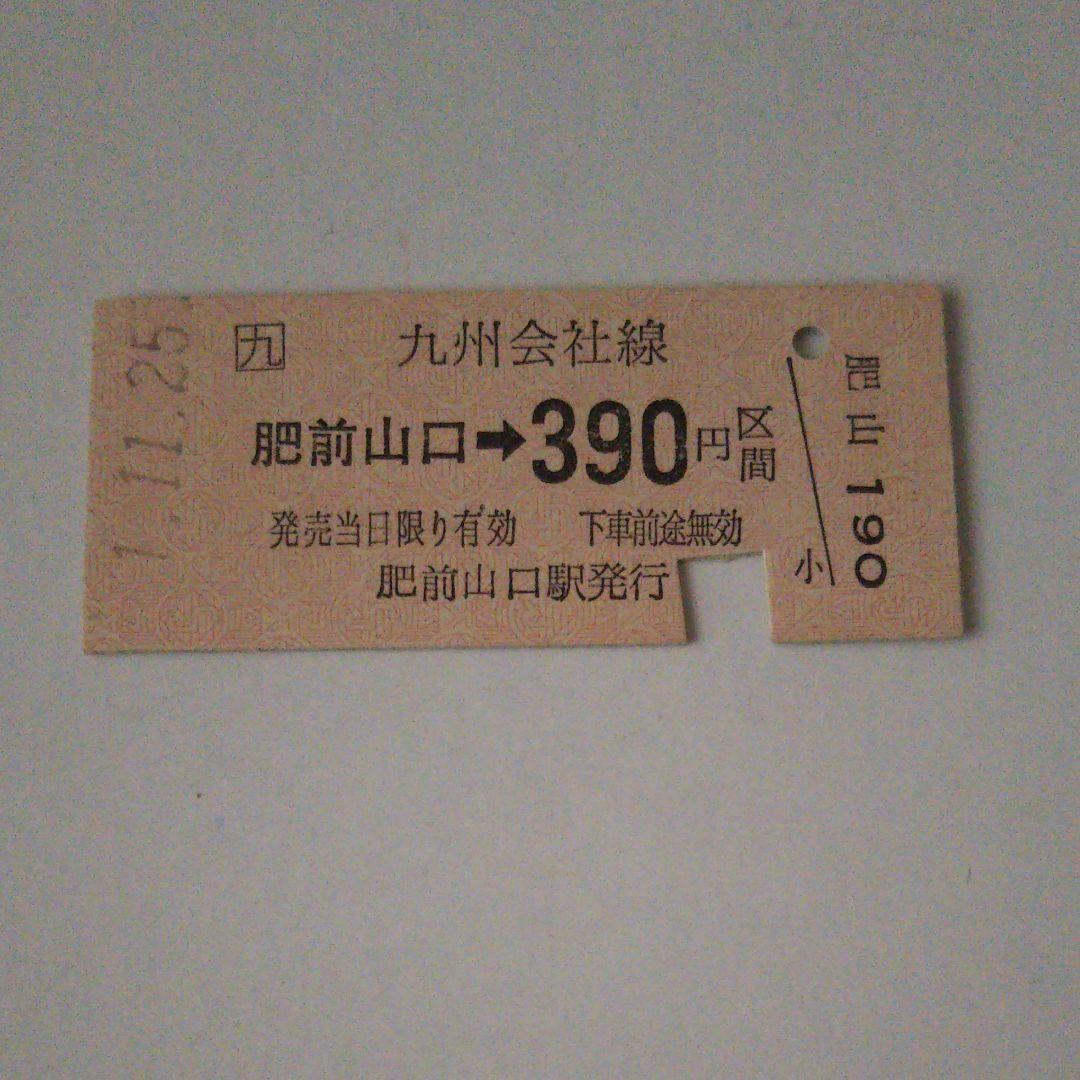 1.11.25
九 九州会社線
肥前山口➡390円区間
発売当日限り有効 下車前途無効
肥前山口駅発行
小
肥山190